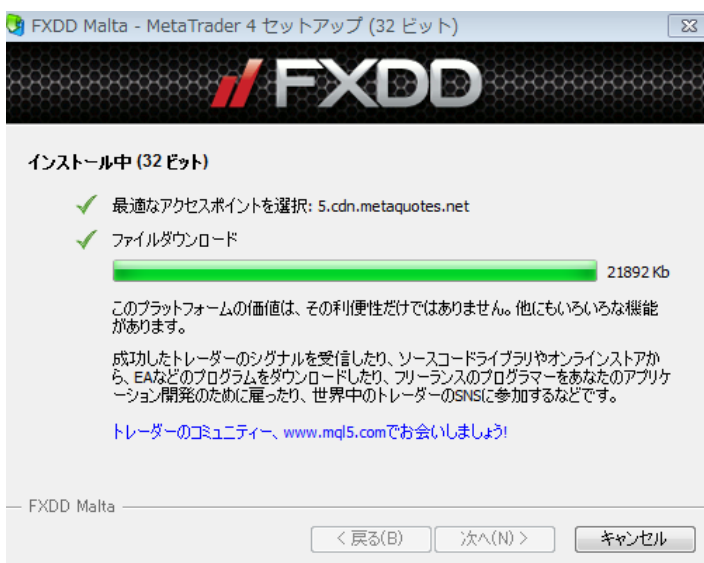 FXDD Malta - MetaTrader 4 セットアップ (32 ビット)
FXDD
インストール中 (32 ビット)
最適なアクセスポイントを選択: 5.cdn.metaquotes.net
ファイルダウンロード
21892 Kb
このプラットフォームの価値は、その利便性だけではありません。他にもいろいろな機能
があります。
成功したトレーダーのシグナルを受信したり、ソースコードライブラリやオンラインストアか
ら、EAなどのプログラムをダウンロードしたり、フリーランスのプログラマーをあなたのアプリケ
ーション開発のために雇ったり、世界中のトレーダーのSNSに参加するなどです。
トレーダーのコミュニティー、www.mql5.comでお会いしましょう!
FXDD Malta
< 戻る(B) 次へ(N) > キャンセル